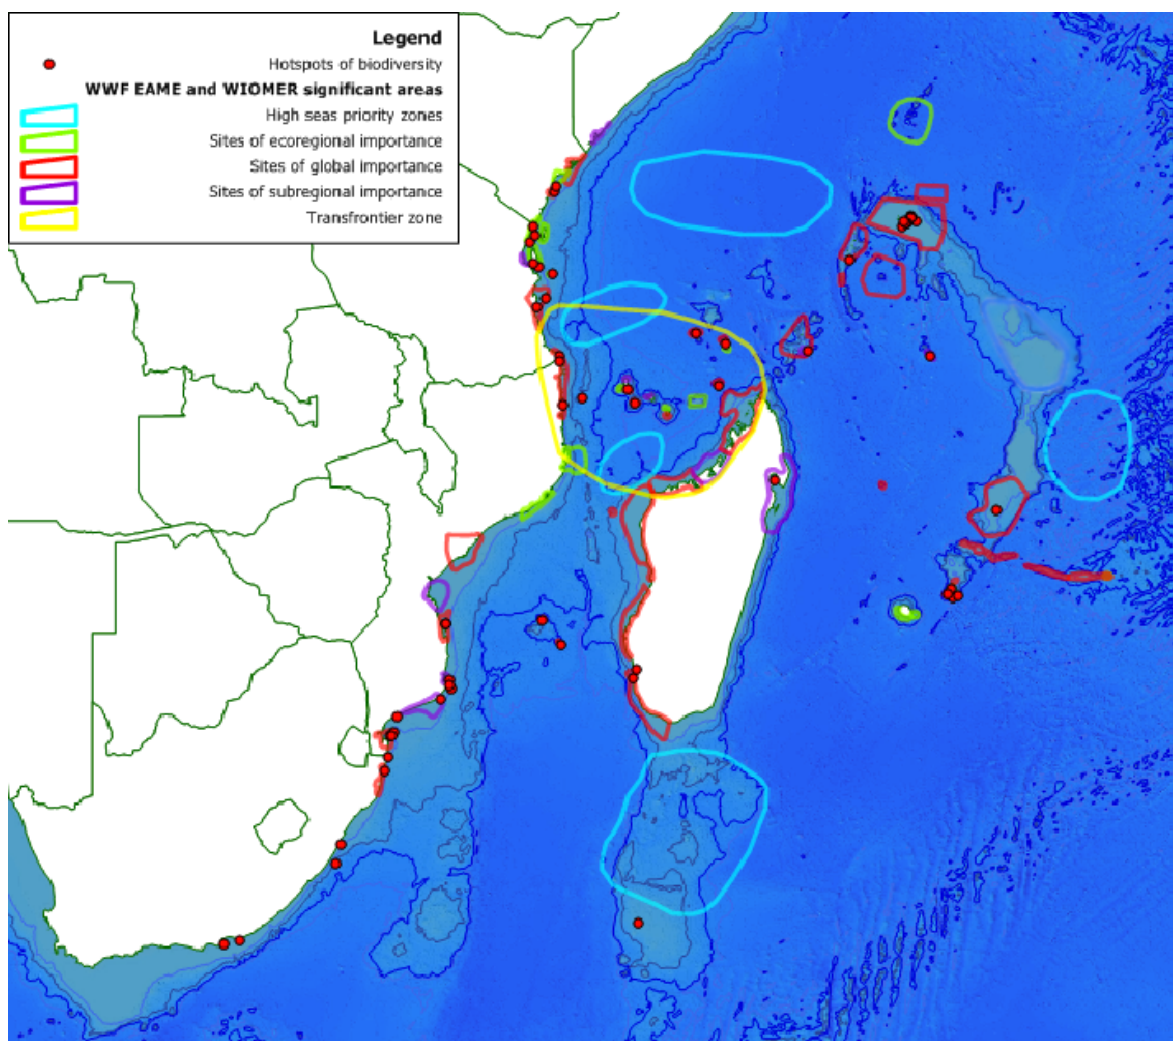 Legend
Hotspots of biodiversity
WWF EAME and WIOMER significant areas
High seas priority zones
Sites of ecoregional importance
Sites of global importance
Sites of subregional importance
Transfrontier zone